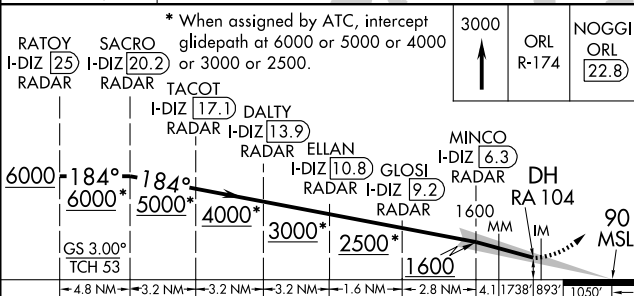 * When assigned by ATC, intercept
glidepath at 6000 or 5000 or 4000
or 3000 or 2500.
3000
ORL
R-174
NOGGI
ORL
22.8
RATOY
I-DIZ 25
RADAR
SACRO
I-DIZ 20.2
RADAR
TACOT
I-DIZ 17.1
RADAR
DALTY
I-DIZ 13.9
RADAR
ELLAN
I-DIZ 10.8
RADAR
GLOSI
I-DIZ 9.2
RADAR
MINCO
I-DIZ 6.3
RADAR
1600
MM
DH
RA 104
IM
90
MSL
6000
184°
6000*
184°
5000*
4000*
3000*
2500*
1600
GS 3.00°
TCH 53
4.8 NM
3.2 NM
3.2 NM
3.2 NM
1.6 NM
2.8 NM
4.1
1738'
893'
1050'